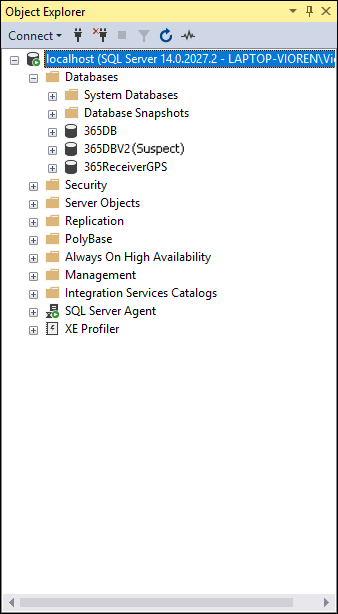 Object Explorer
Connect
localhost (SQL Server 14.0.2027.2 - LAPTOP-VIOREN\Vi
Databases
System Databases
Database Snapshots
365DB
365DBV2 (Suspect)
365ReceiverGPS
Security
Server Objects
Replication
PolyBase
Always On High Availability
Management
Integration Services Catalogs
SQL Server Agent
XE Profiler